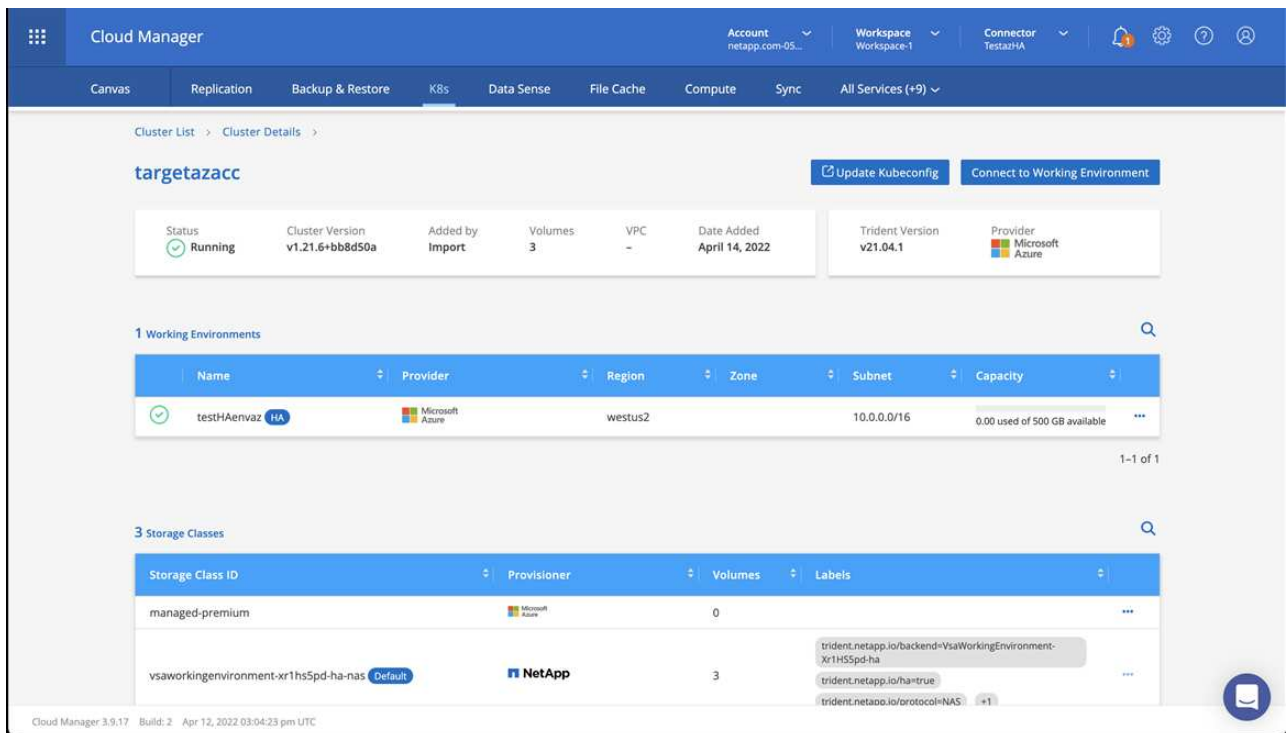 Cloud Manager
Account
netapp.com-05...
Workspace
Workspace-1
Connector
TestazHA
1
Canvas Replication Backup & Restore K8s Data Sense File Cache Compute Sync All Services (+9)
Cluster List > Cluster Details >
targetazacc
Update Kubeconfig
Connect to Working Environment
Status Cluster Version Added by Volumes VPC Date Added Trident Version Provider
Running v1.21.6+bb8d50a Import 3 – April 14, 2022 v21.04.1 Microsoft Azure
1 Working Environments
Name Provider Region Zone Subnet Capacity
testHAenvaz HA Microsoft Azure westus2 10.0.0.0/16 0.00 used of 500 GB available
1–1 of 1
3 Storage Classes
Storage Class ID Provisioner Volumes Labels
managed-premium Microsoft Azure 0
trident.netapp.io/backend=VsaWorkingEnvironment-
Xr1HS5pd-ha
vsaworkingenvironment-xr1hs5pd-ha-nas Default NetApp 3
trident.netapp.io/ha=true
trident.netapp.io/protocol=NAS +1
Cloud Manager 3.9.17 Build: 2 Apr 12, 2022 03:04:23 pm UTC